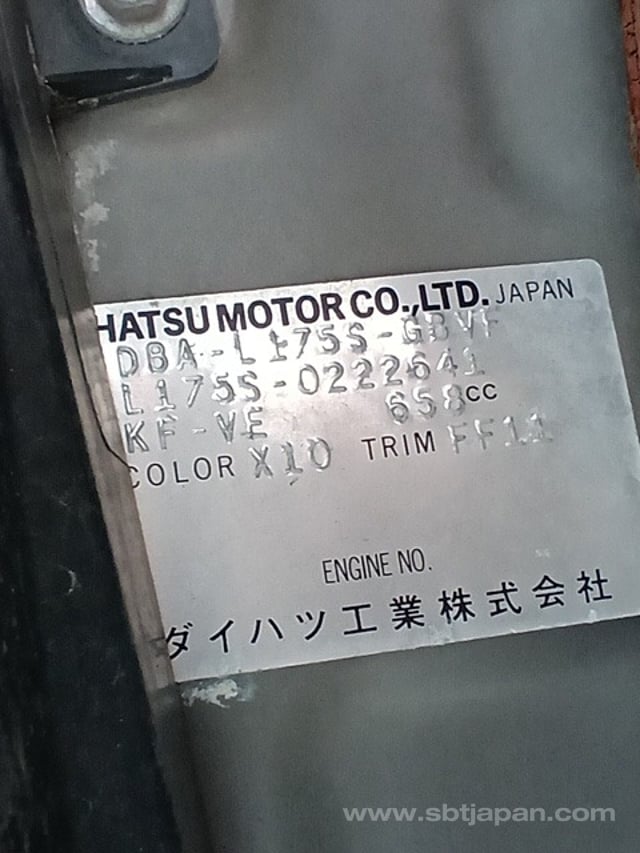 HATSU MOTOR CO.,LTD. JAPAN
DBA-L175S-GBVF
L175S-0222641
KF-VE 658CC
COLOR X10 TRIM FF11
ENGINE NO.
ダイハツ工業株式会社
www.sbtjapan.com